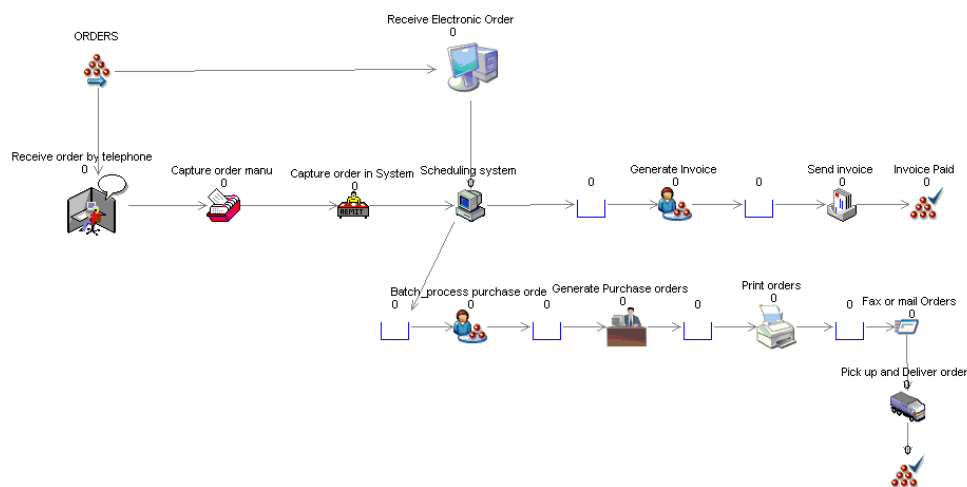 Receive Electronic Order
0
ORDERS
Receive order by telephone
0
Capture order manu
0
Capture order in System
0
Scheduling system
0
0
Generate Invoice
0
0
Send invoice
0
Invoice Paid
0
REMIT
0
Batch_process purchase orde
0
0
Generate Purchase orders
0
0
Print orders
0
0
Fax or mail Orders
0
Pick up and Deliver order
0
0